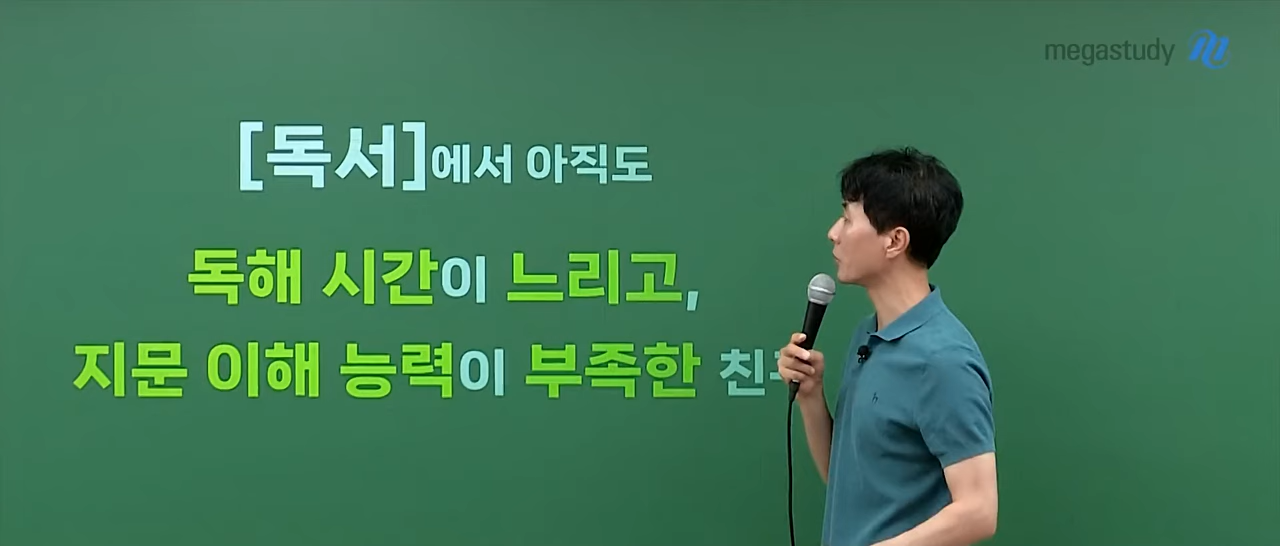 megastudy
[독서]에서 아직도
독해 시간이 느리고,
지문 이해 능력이 부족한